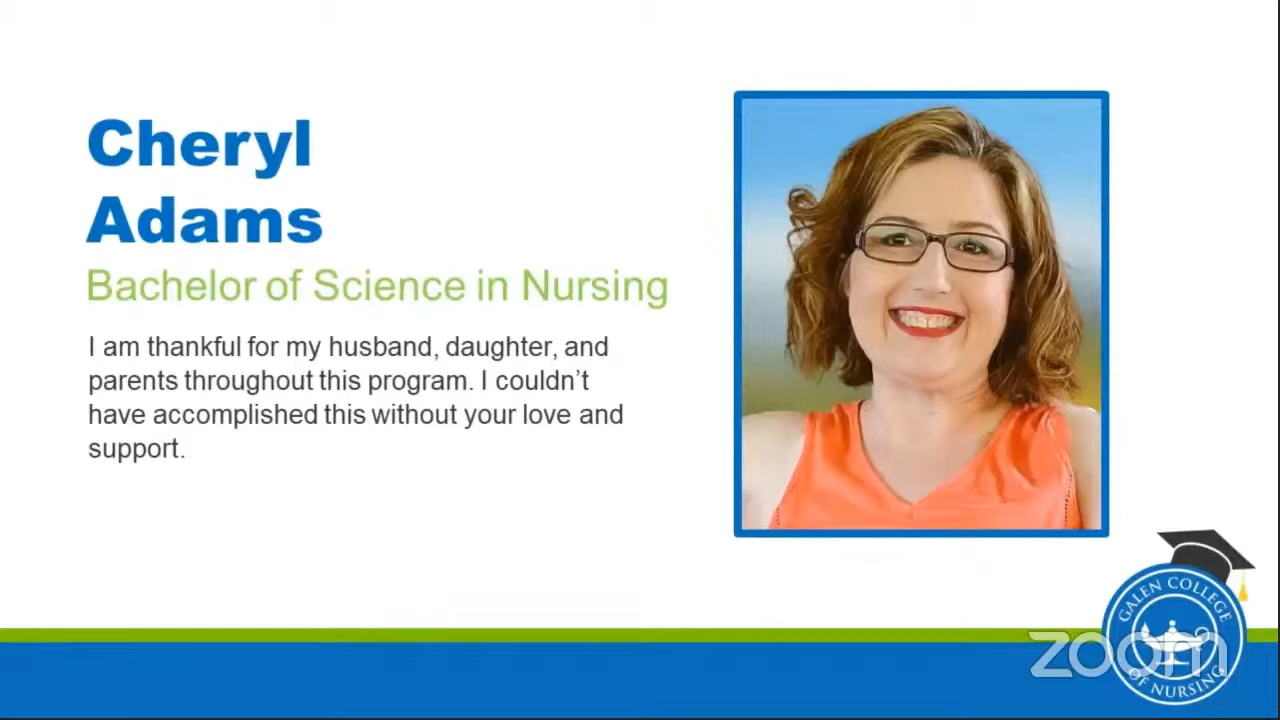 Cheryl
Adams
Bachelor of Science in Nursing
I am thankful for my husband, daughter, and
parents throughout this program. I couldn’t
have accomplished this without your love and
support.
GALEN COLLEGE
OF NURSING
zoom